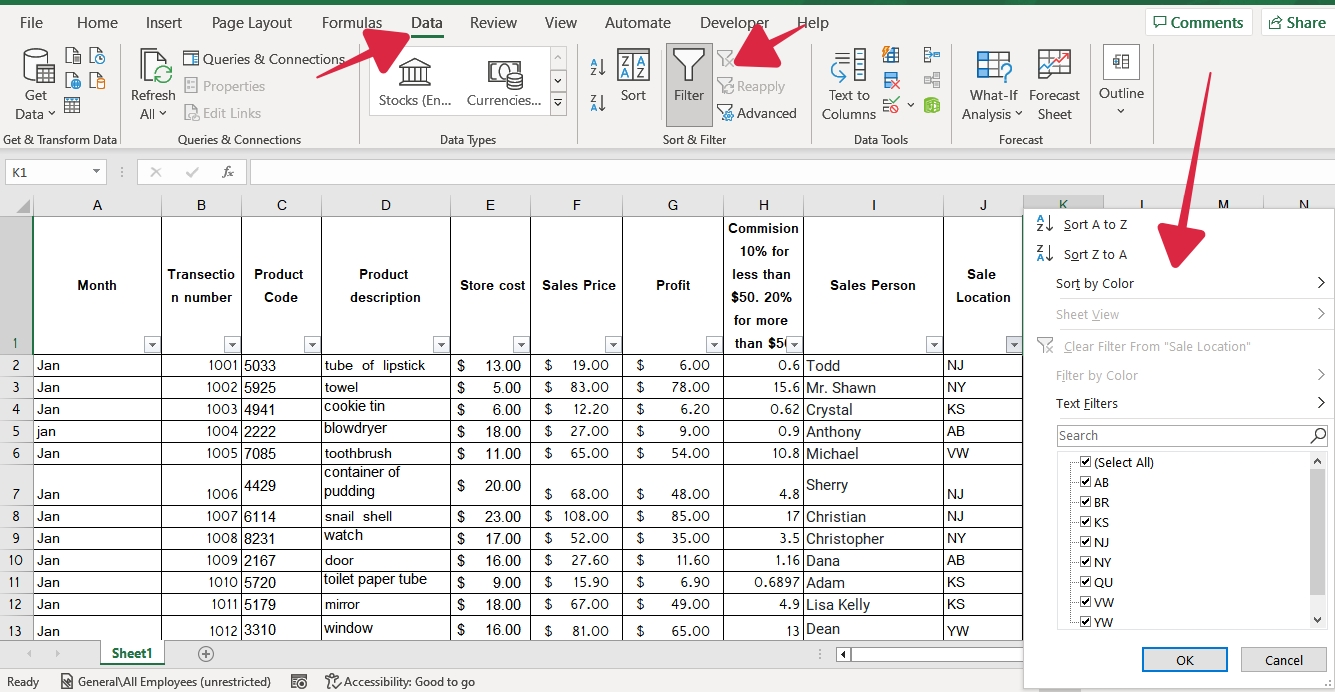 File Home Insert Page Layout Formulas Data Review View Automate Developer Help Comments Share
Get Data
Refresh All
Queries & Connections
Properties
Edit Links
Stocks (En... Currencies...
Sort
Filter
Reapply
Advanced
Text to Columns
What-If Analysis
Forecast Sheet
Outline
Get & Transform Data Queries & Connections Data Types Sort & Filter Data Tools Forecast
K1 fx
A B C D E F G H I J K L M N
1 Month Transectio n number Product Code Product description Store cost Sales Price Profit Commision 10% for less than $50. 20% for more than $5( Sales Person Sale Location
2 Jan 1001 5033 tube of lipstick $ 13.00 $ 19.00 $ 6.00 0.6 Todd NJ
3 Jan 1002 5925 towel $ 5.00 $ 83.00 $ 78.00 15.6 Mr. Shawn NY
4 Jan 1003 4941 cookie tin $ 6.00 $ 12.20 $ 6.20 0.62 Crystal KS
5 jan 1004 2222 blowdryer $ 18.00 $ 27.00 $ 9.00 0.9 Anthony AB
6 Jan 1005 7085 toothbrush $ 11.00 $ 65.00 $ 54.00 10.8 Michael VW
7 Jan 1006 4429 container of pudding $ 20.00 $ 68.00 $ 48.00 4.8 Sherry NJ
8 Jan 1007 6114 snail shell $ 23.00 $ 108.00 $ 85.00 17 Christian NJ
9 Jan 1008 8231 watch $ 17.00 $ 52.00 $ 35.00 3.5 Christopher NY
10 Jan 1009 2167 door $ 16.00 $ 27.60 $ 11.60 1.16 Dana AB
11 Jan 1010 5720 toilet paper tube $ 9.00 $ 15.90 $ 6.90 0.6897 Adam KS
12 Jan 1011 5179 mirror $ 18.00 $ 67.00 $ 49.00 4.9 Lisa Kelly KS
13 Jan 1012 3310 window $ 16.00 $ 81.00 $ 65.00 13 Dean YW
Sort A to Z
Sort Z to A
Sort by Color
Sheet View
Clear Filter From "Sale Location"
Filter by Color
Text Filters
Search
(Select All)
AB
BR
KS
NJ
NY
QU
VW
YW
OK Cancel
Sheet1
Ready General\All Employees (unrestricted) Accessibility: Good to go